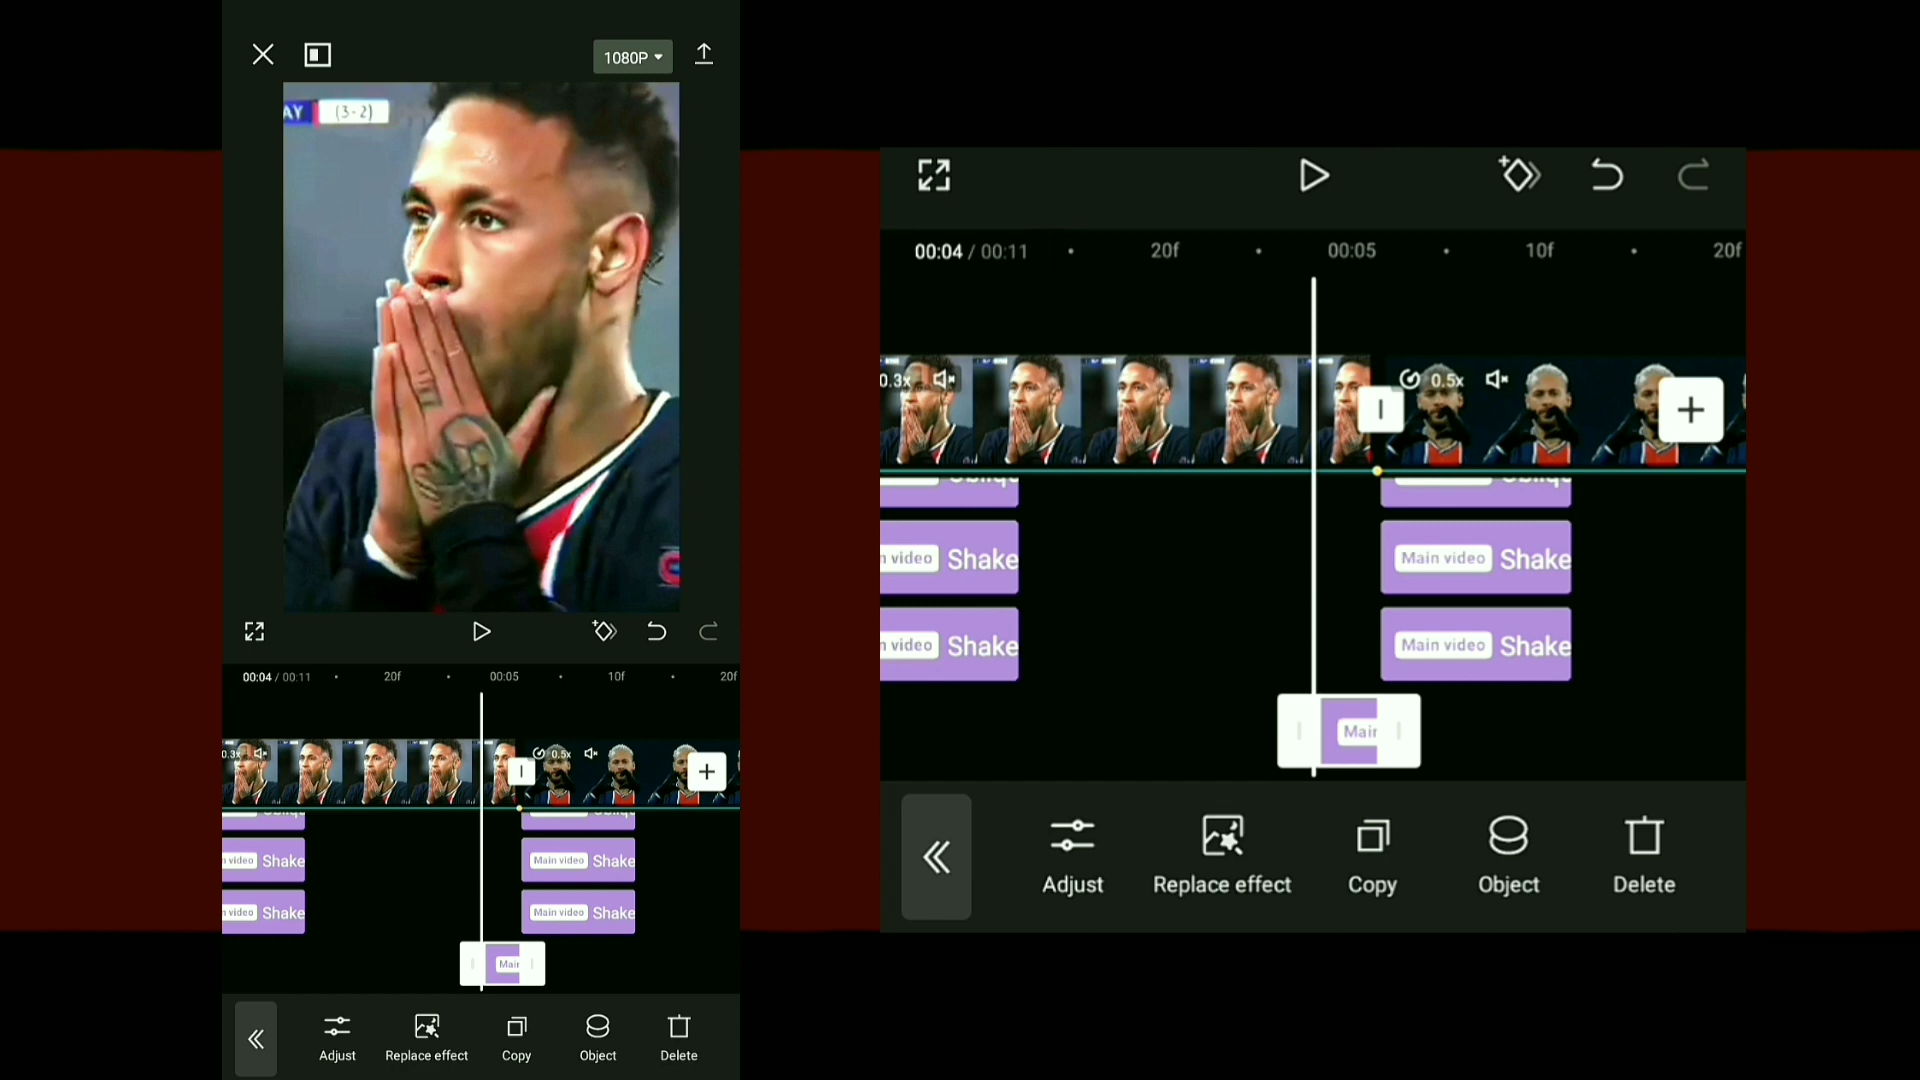 1080P
AY (3-2)
00:04 / 00:11 20f 00:05 10f 20f
0.3x 0.5x
Main video Shake
video Shake
Main video Shake
video Shake
Main
Adjust Replace effect Copy Object Delete
00:04 / 00:11 20f 00:05 10f 20f
0.3x 0.5x
video Shake
Main video Shake
video Shake
Main video Shake
Adjust Replace effect Copy Object Delete